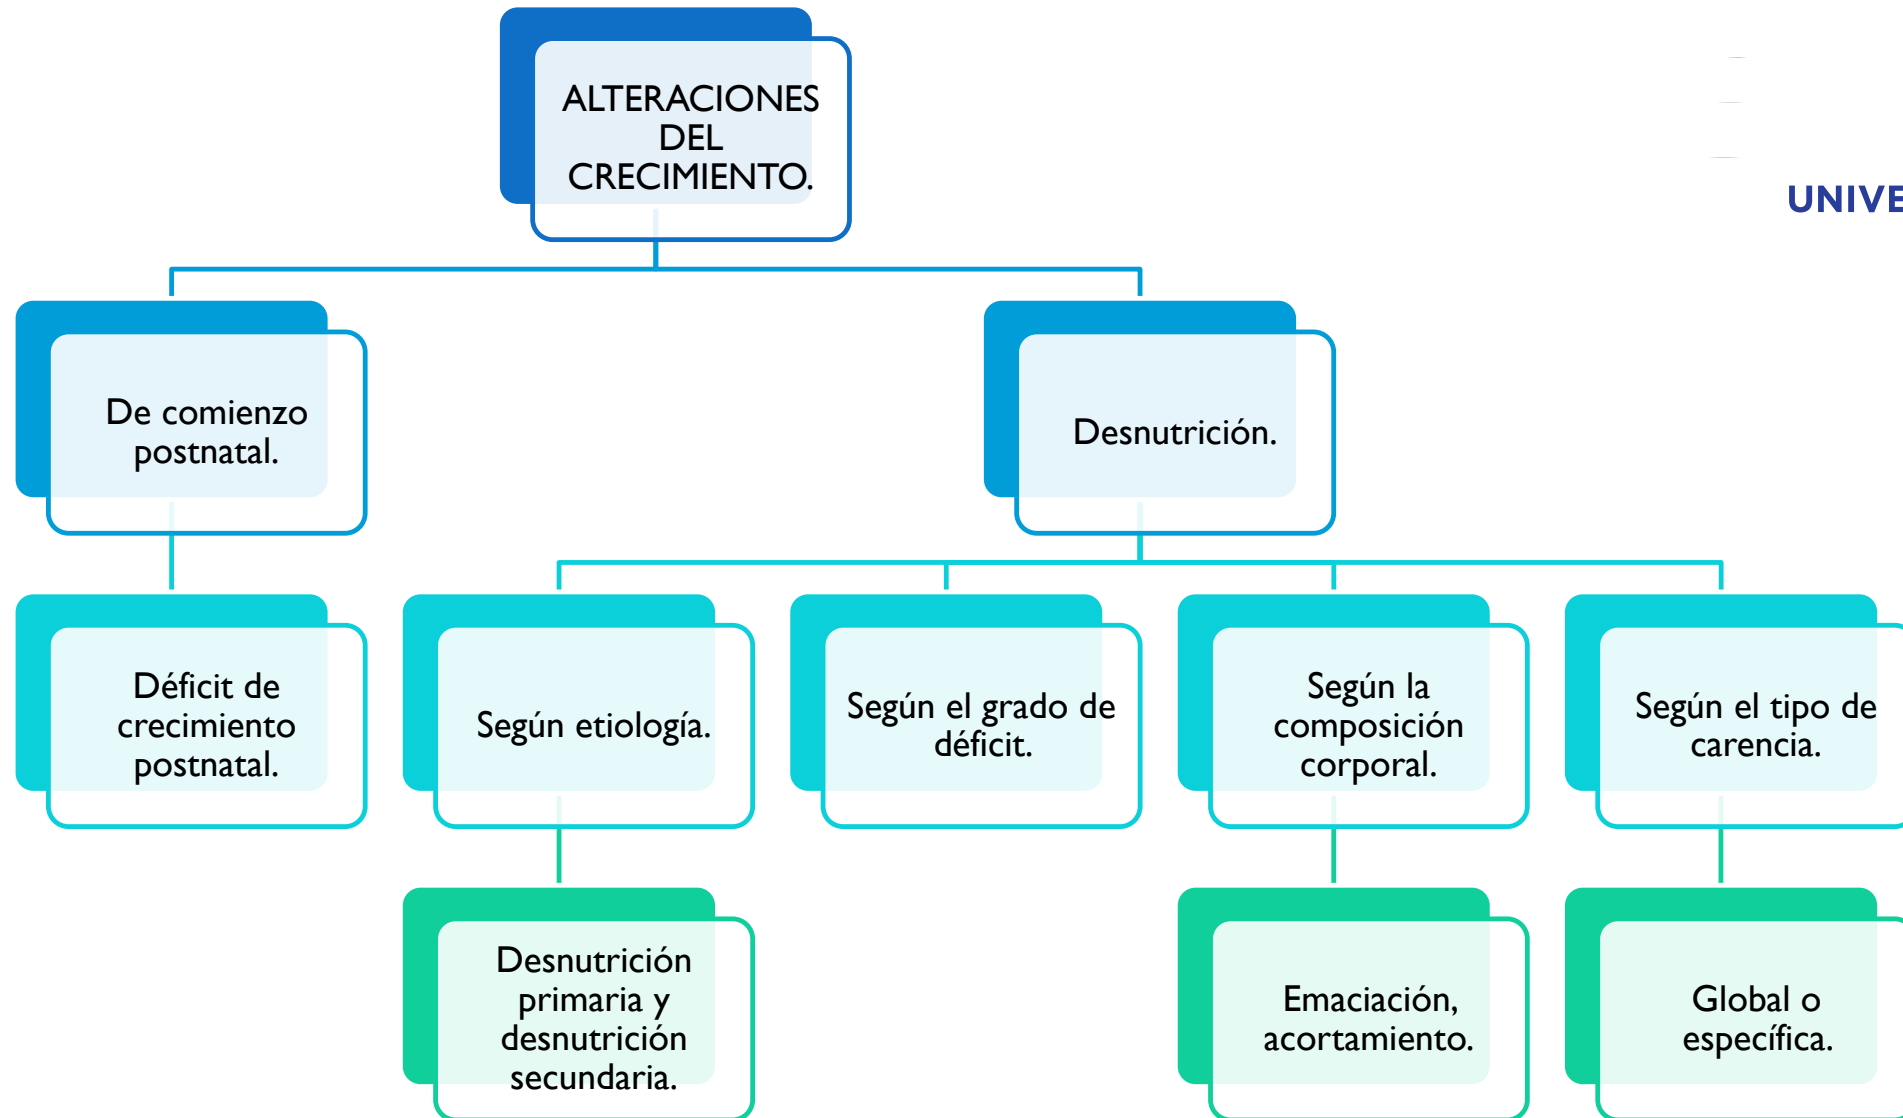 ALTERACIONES
DEL
CRECIMIENTO.
UNIVE
De comienzo
postnatal.
Desnutrición.
Déficit de
crecimiento
postnatal.
Según etiología.
Según el grado de
déficit.
Según la
composición
corporal.
Según el tipo de
carencia.
Desnutrición
primaria y
desnutrición
secundaria.
Emaciación,
acortamiento.
Global o
específica.